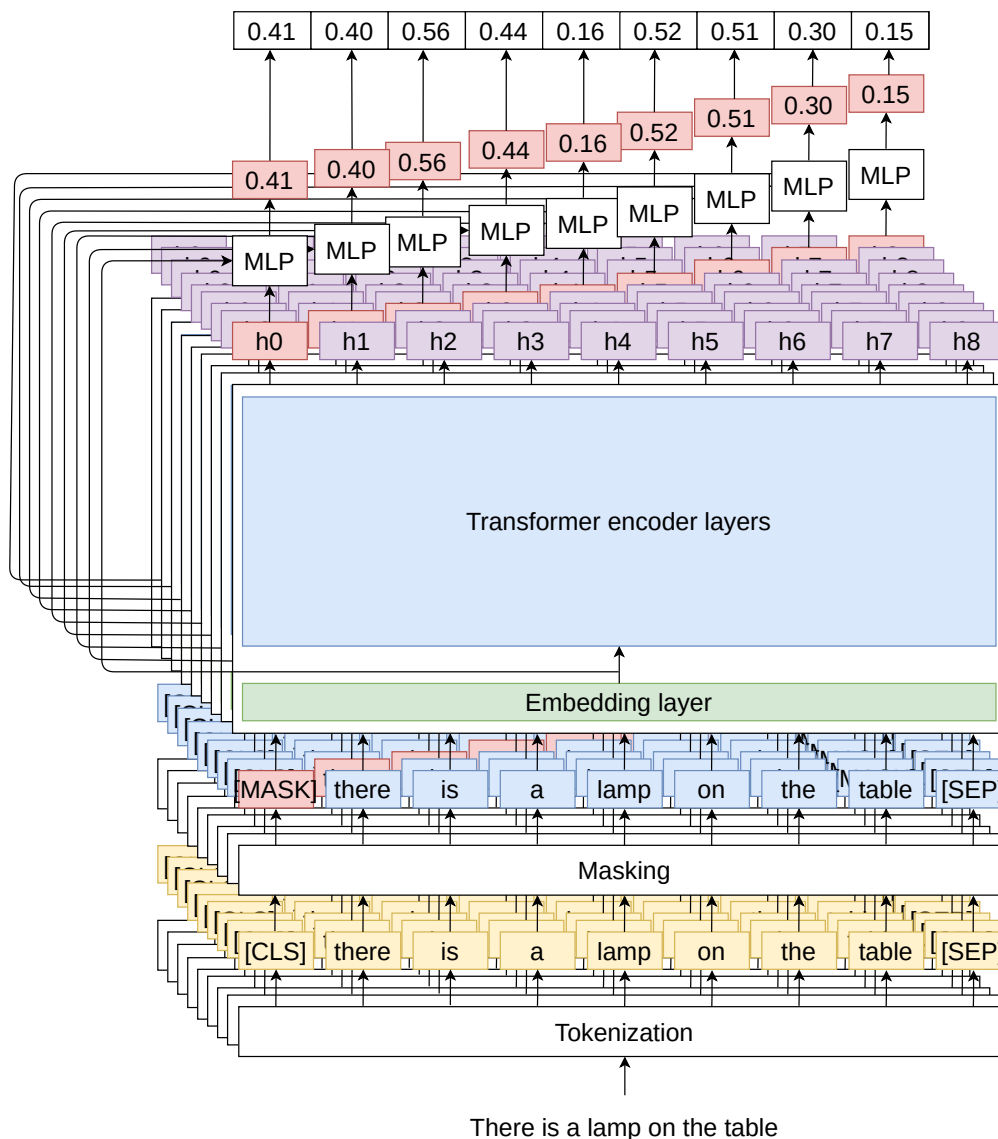 0.41 0.40 0.56 0.44 0.16 0.52 0.51 0.30 0.15
0.41 0.40 0.56 0.44 0.16 0.52 0.51 0.30 0.15
MLP MLP MLP MLP MLP MLP MLP MLP MLP
h0 h1 h2 h3 h4 h5 h6 h7 h8
Transformer encoder layers
Embedding layer
[MASK] there is a lamp on the table [SEP
Masking
[CLS] there is a lamp on the table [SEP]
Tokenization
There is a lamp on the table